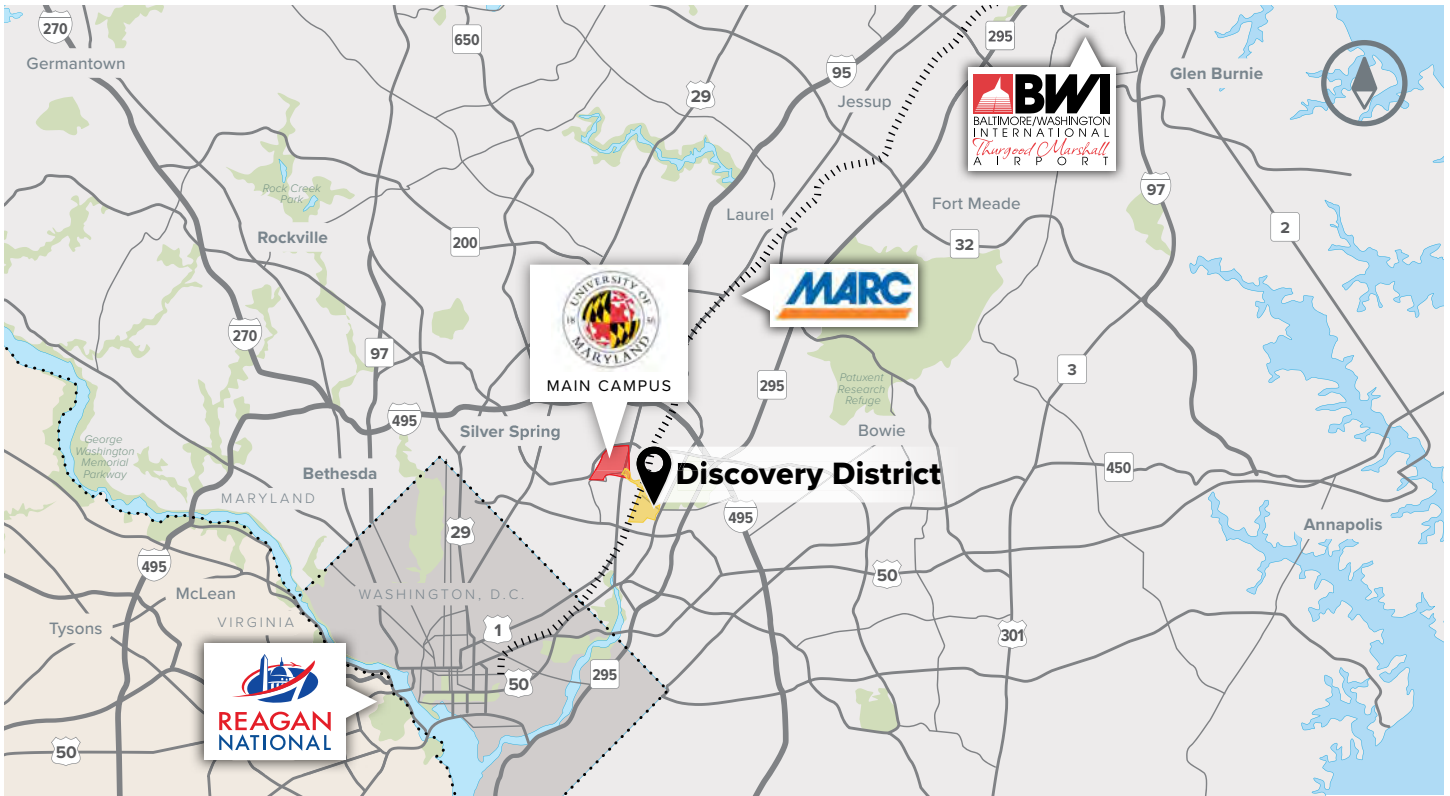 270
650
295
Germantown
95
Glen Burnie
29
Jessup
BWI
BALTIMORE/WASHINGTON
INTERNATIONAL
Thurgood Marshall
AIRPORT
Rock Creek
Park
97
Laurel
Fort Meade
2
Rockville
200
32
UNIVERSITY OF
MARYLAND
18 56
MAIN CAMPUS
MARC
270
97
3
295
Patuxent
Research
Refuge
495
Silver Spring
Bowie
George
Washington
Memorial
Parkway
Bethesda
Discovery District
450
MARYLAND
29
495
Annapolis
495
50
McLean
WASHINGTON, D.C.
VIRGINIA
Tysons
1
301
295
50
REAGAN
NATIONAL
50